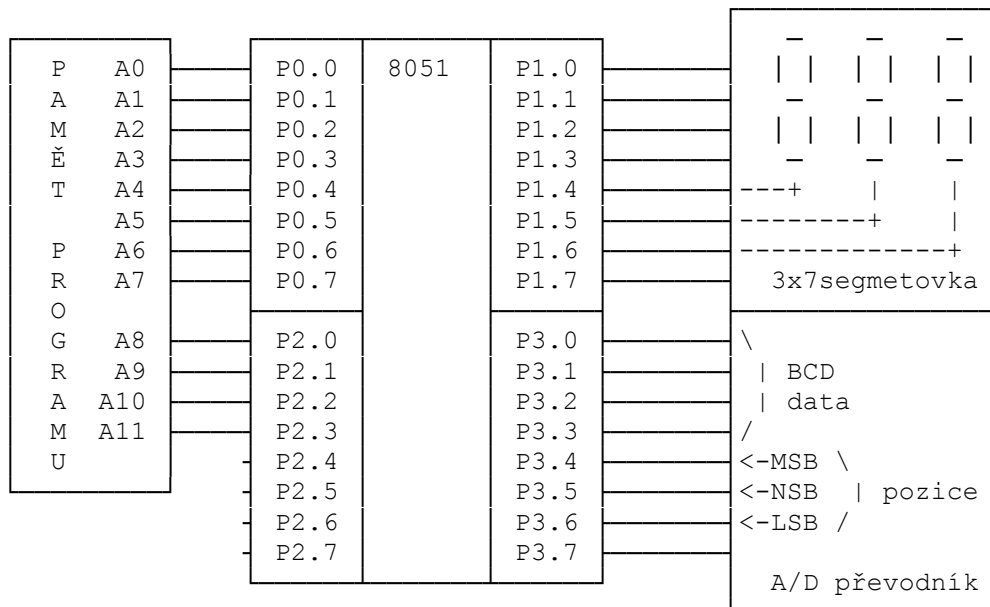 P A0 P0.0 8051 P1.0
A A1 P0.1 P1.1
M A2 P0.2 P1.2
Ě A3 P0.3 P1.3
T A4 P0.4 P1.4
A5 P0.5 P1.5
P A6 P0.6 P1.6
R A7 P0.7 P1.7 3x7segmetovka
O
G A8 P2.0 P3.0
R A9 P2.1 P3.1 BCD
A A10 P2.2 P3.2 data
M A11 P2.3 P3.3
U P2.4 P3.4 <-MSB
P2.5 P3.5 <-NSB pozice
P2.6 P3.6 <-LSB
P2.7 P3.7
A/D převodník